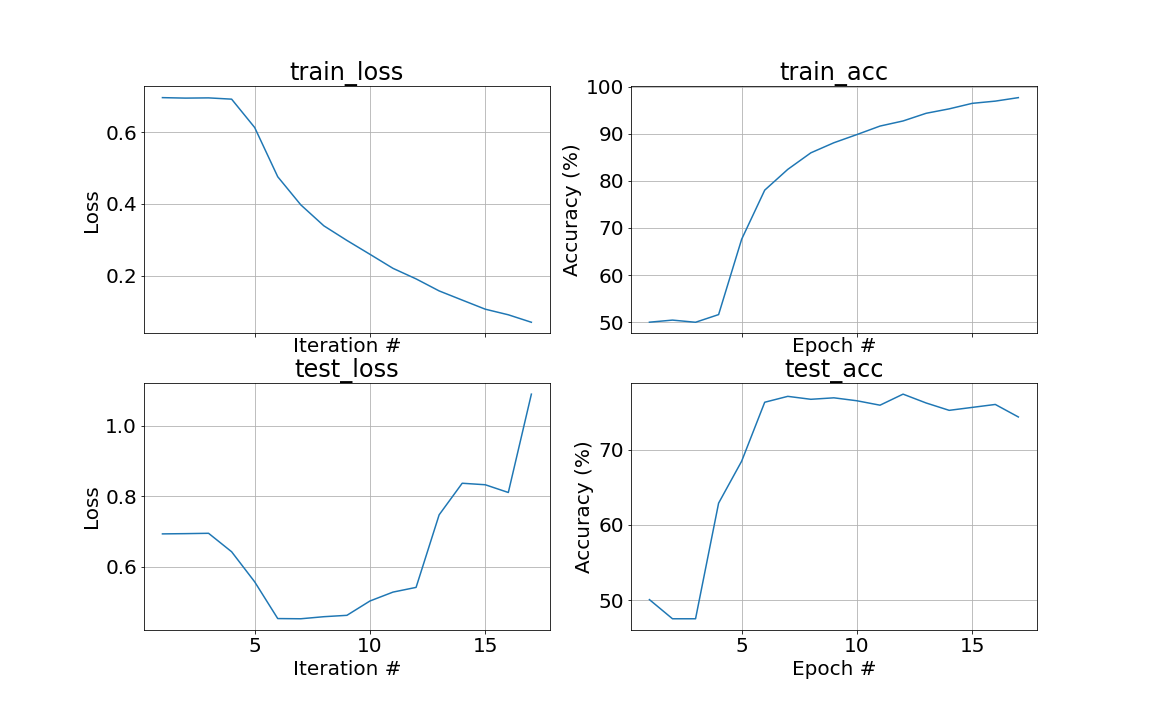 train_loss
Loss
0.6
0.4
0.2
Iteration #
train_acc
Accuracy (%)
100
90
80
70
60
50
Epoch #
test_loss
Loss
1.0
0.8
0.6
5 10 15
Iteration #
test_acc
Accuracy (%)
70
60
50
5 10 15
Epoch #